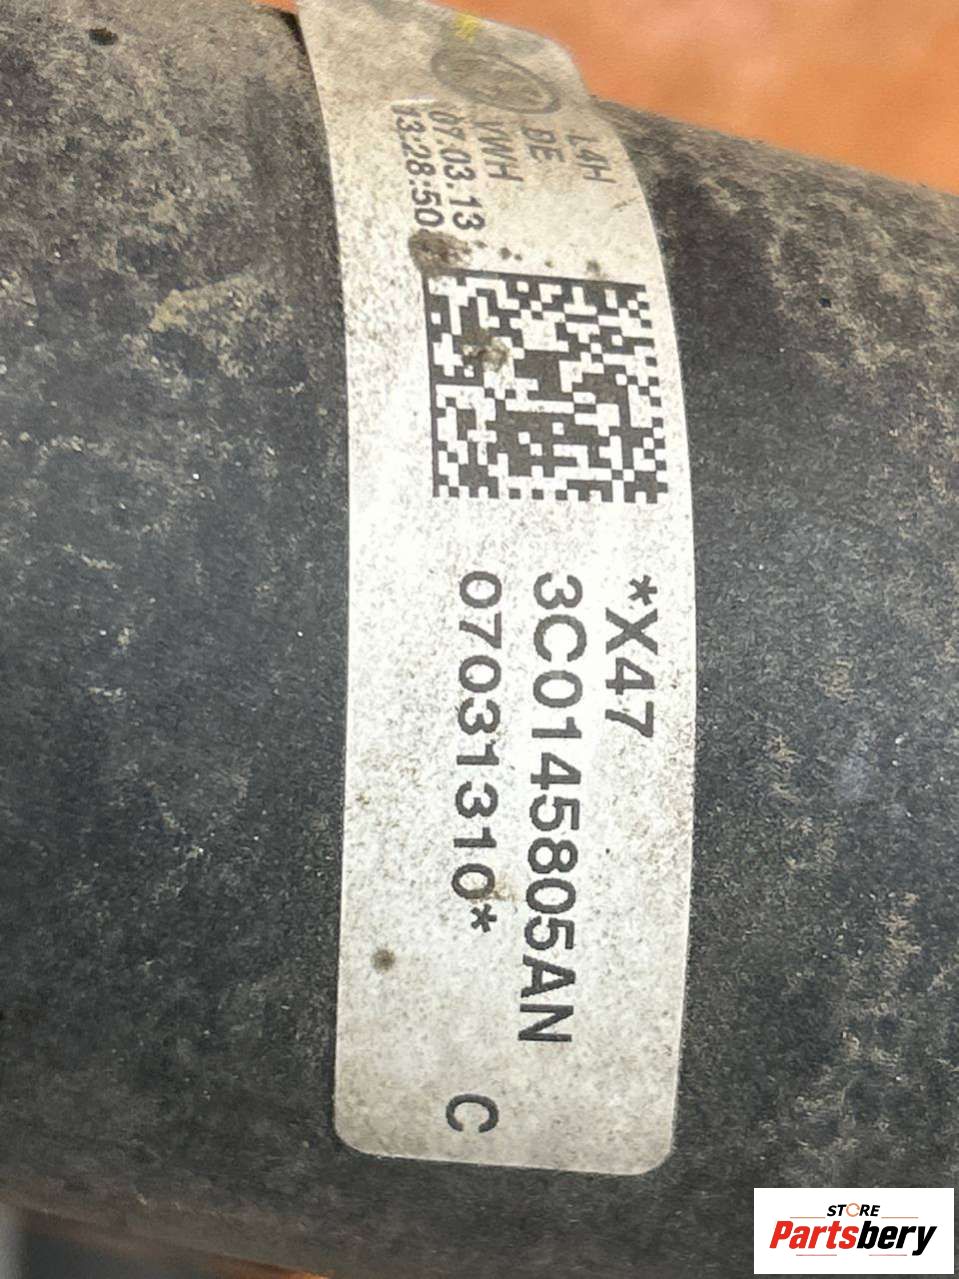 L4H
DE
VWH
07.03.13
13:28:50
*X47
3C0145805AN
07031310*
C
STORE
Partsbery